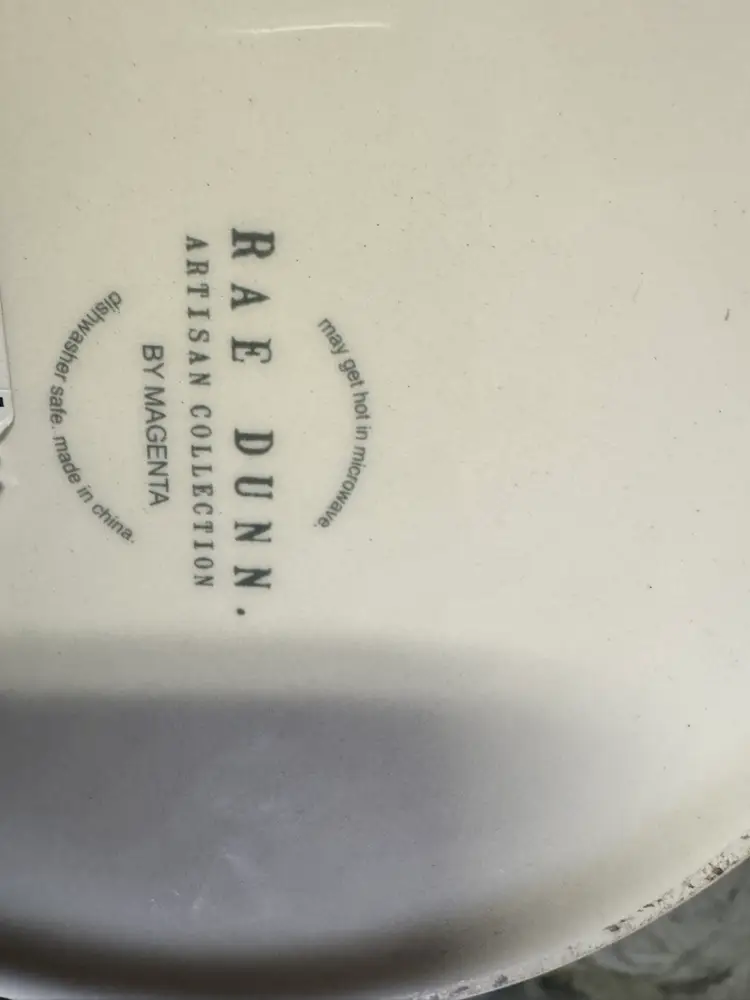 may get hot in microwave.
RAE DUNN.
ARTISAN COLLECTION
BY MAGENTA
dishwasher safe. made in china.